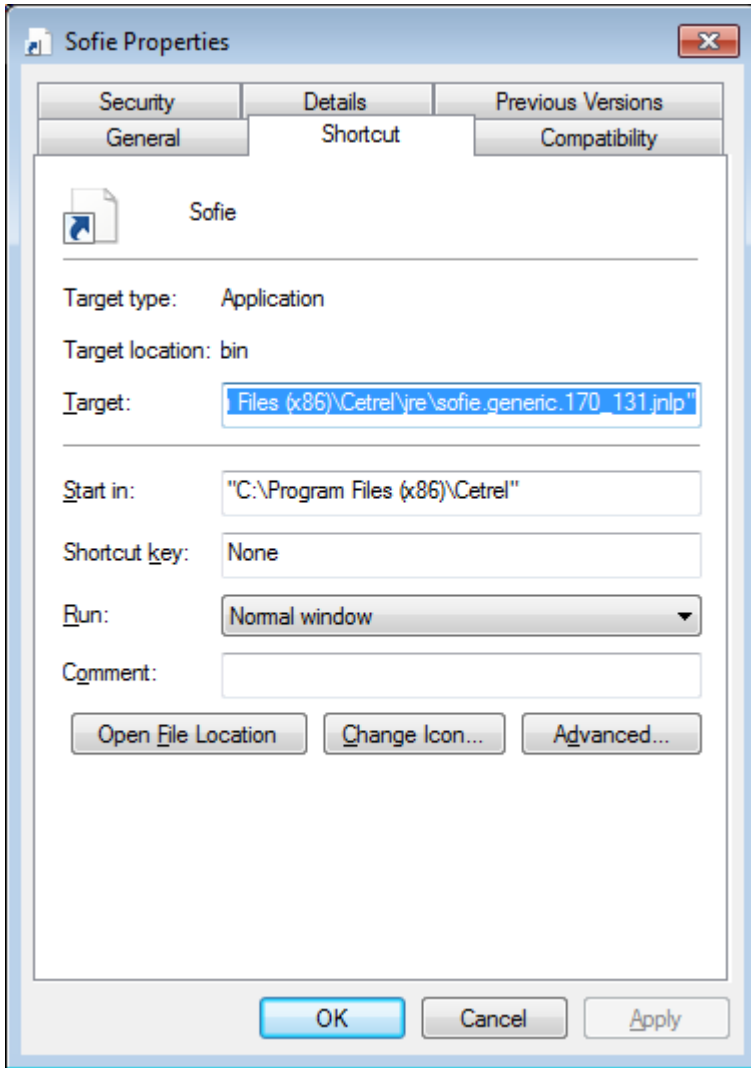 Sofie Properties
Security Details Previous Versions
General Shortcut Compatibility
Sofie
Target type: Application
Target location: bin
Target: Files (x86)\Cetrel\jre\sofie.generic.170_131.jnlp"
Start in: "C:\Program Files (x86)\Cetrel"
Shortcut key: None
Run: Normal window
Comment:
Open File Location Change Icon... Advanced...
OK Cancel Apply